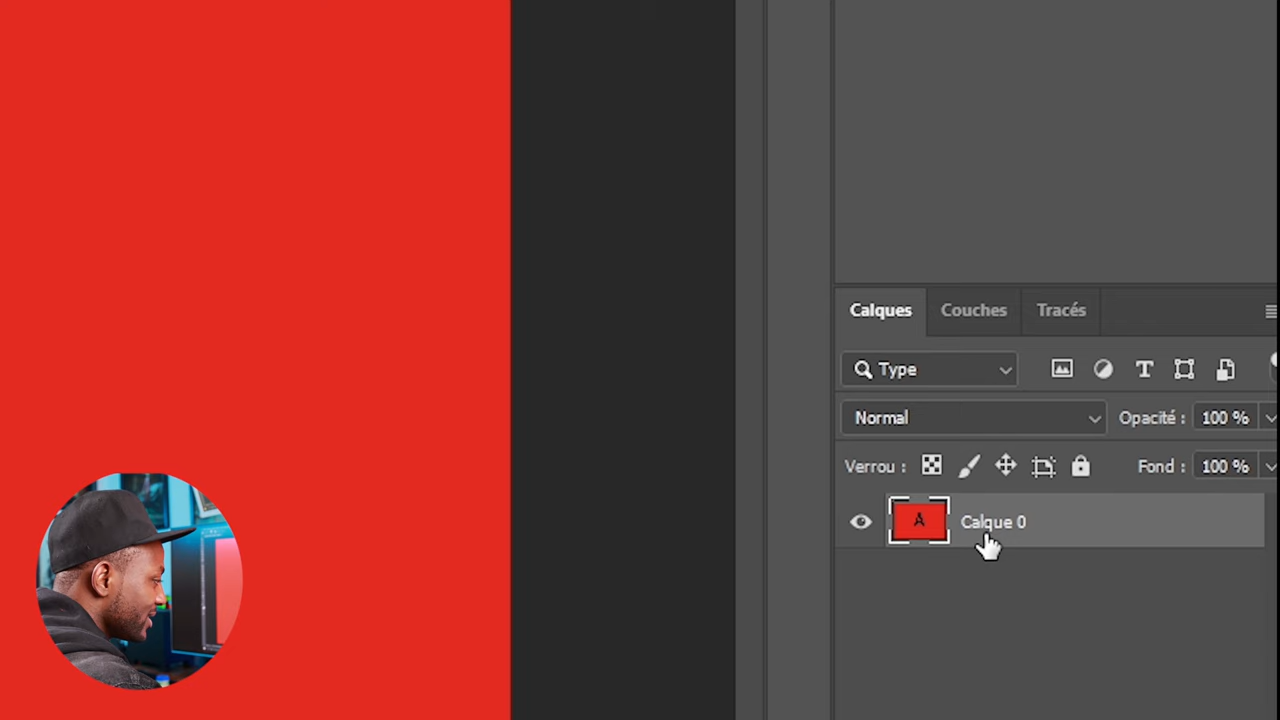 Calques Couches Tracés
Type
Normal Opacité : 100 %
Verrou : Fond : 100 %
A Calque 0